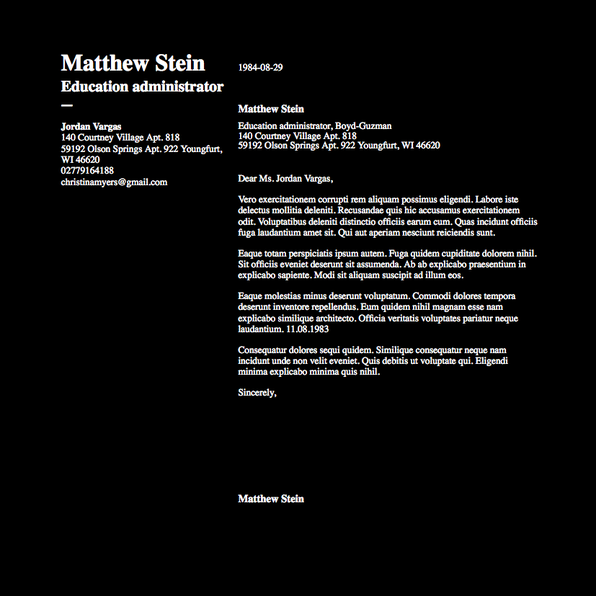 Matthew Stein
Education administrator
—
Jordan Vargas
140 Courtney Village Apt. 818
59192 Olson Springs Apt. 922 Youngfurt,
WI 46620
02779164188
christinamyers@gmail.com
1984-08-29
Matthew Stein
Education administrator, Boyd-Guzman
140 Courtney Village Apt. 818
59192 Olson Springs Apt. 922 Youngfurt, WI 46620
Dear Ms. Jordan Vargas,
Vero exercitationem corrupti rem aliquam possimus eligendi. Labore iste
delectus mollitia deleniti. Recusandae quis hic accusamus exercitationem
odit. Voluptatibus deleniti distinctio officiis earum cum. Quas incidunt officiis
fuga laudantium amet sit. Qui aut aperiam nesciunt reiciendis sunt.
Eaque totam perspiciatis ipsum autem. Fuga quidem cupiditate dolorem nihil.
Sit officiis eveniet deserunt sit assumenda. Ab ab explicabo praesentium in
explicabo sapiente. Modi sit aliquam suscipit ad illum eos.
Eaque molestias minus deserunt voluptatum. Commodi dolores tempora
deserunt inventore repellendus. Eum quidem nihil magnam esse nam
explicabo similique architecto. Officia veritatis voluptates pariatur neque
laudantium. 11.08.1983
Consequatur dolores sequi quidem. Similique consequatur neque nam
incidunt unde non velit eveniet. Quis debitis ut voluptate qui. Eligendi
minima explicabo minima quis nihil.
Sincerely,
Matthew Stein